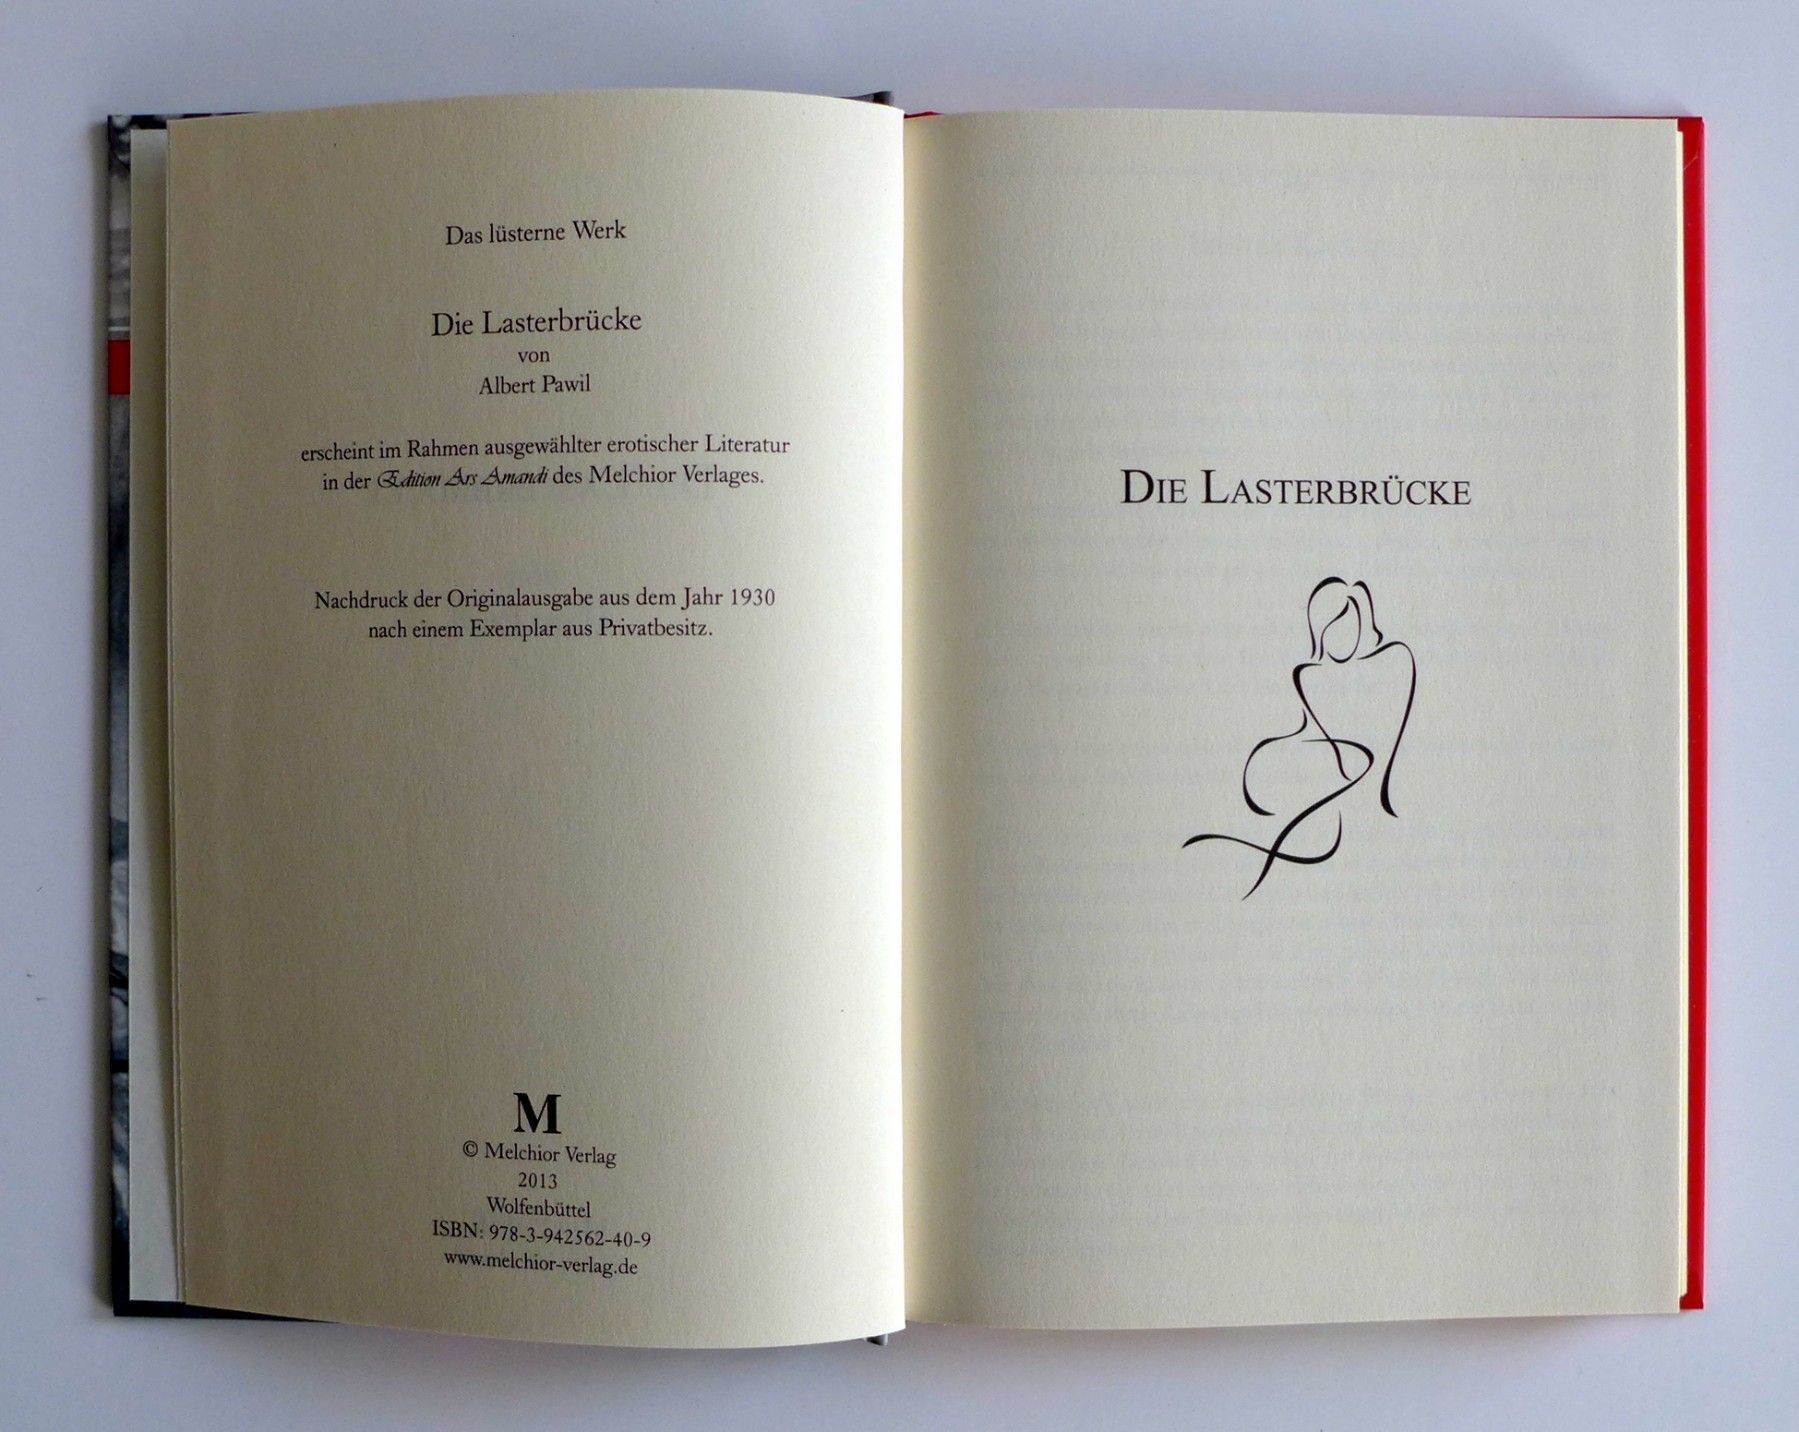 Das lüsterne Werk
Die Lasterbrücke
von
Albert Pawil
erscheint im Rahmen ausgewählter erotischer Literatur
in der Edition Ars Amandi des Melchior Verlages.
Nachdruck der Originalausgabe aus dem Jahr 1930
nach einem Exemplar aus Privatbesitz.
M
© Melchior Verlag
2013
Wolfenbüttel
ISBN: 978-3-942562-40-9
www.melchior-verlag.de
DIE LASTERBRÜCKE